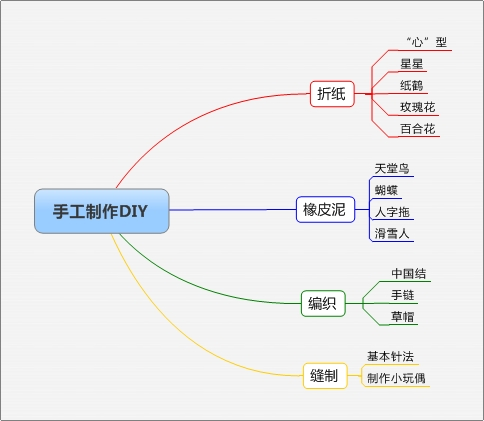 手工制作DIY
折纸
“心”型
星星
纸鹤
玫瑰花
百合花
橡皮泥
天堂鸟
蝴蝶
人字拖
滑雪人
编织
中国结
手链
草帽
缝制
基本针法
制作小玩偶